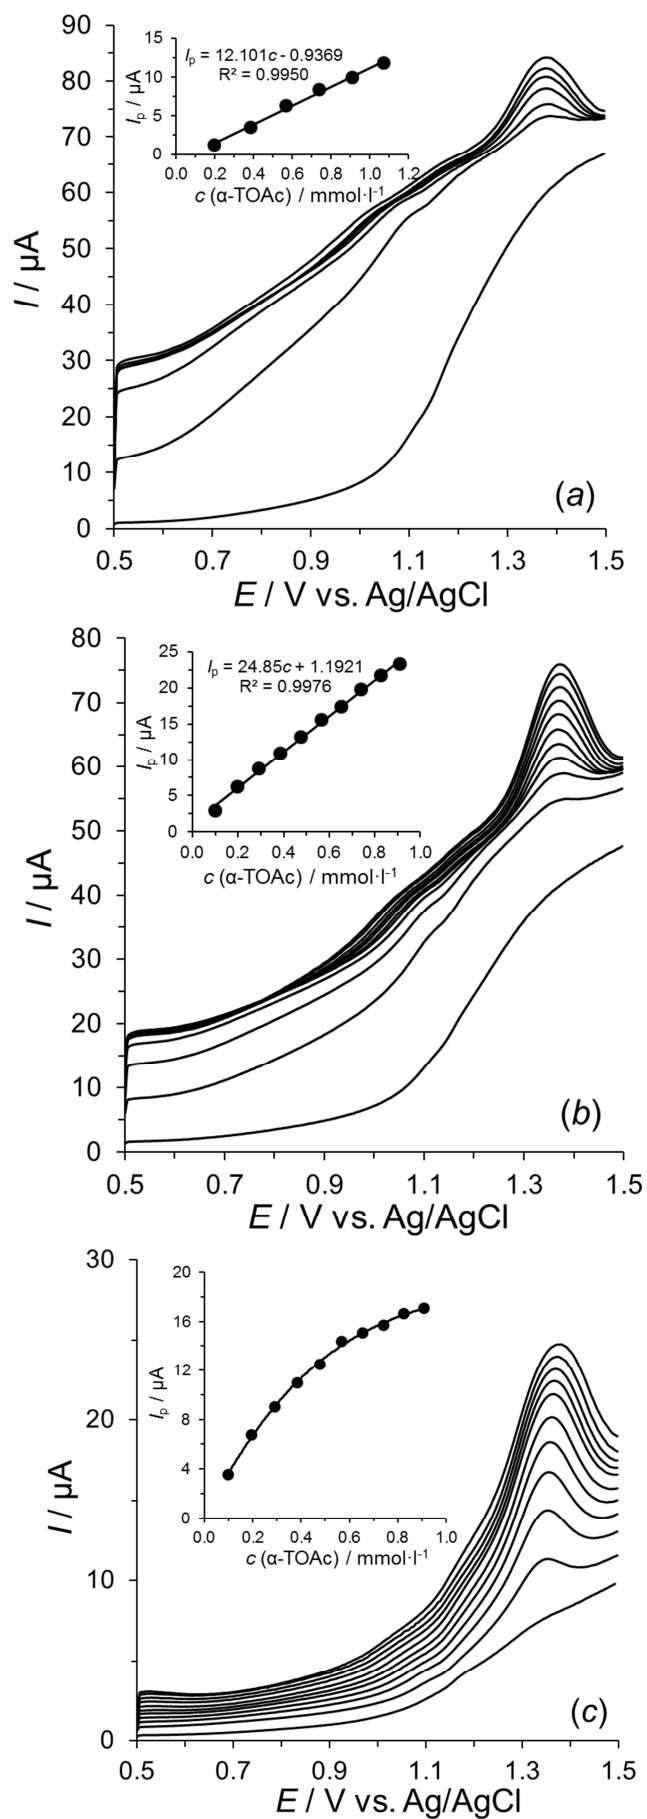 90
80
70
60
50
40
30
20
10
0
I / µA
0.5 0.7 0.9 1.1 1.3 1.5
E / V vs. Ag/AgCl
15
10
5
0
Ip / µA
Ip = 12.101c - 0.9369
R² = 0.9950
0.0 0.2 0.4 0.6 0.8 1.0 1.2
c (α-TOAc) / mmol·l-1
(a)
80
70
60
50
40
30
20
10
0
I / µA
0.5 0.7 0.9 1.1 1.3 1.5
E / V vs. Ag/AgCl
25
20
15
10
5
0
Ip / µA
Ip = 24.85c + 1.1921
R² = 0.9976
0.0 0.2 0.4 0.6 0.8 1.0
c (α-TOAc) / mmol·l-1
(b)
30
20
10
0
I / µA
0.5 0.7 0.9 1.1 1.3 1.5
E / V vs. Ag/AgCl
20
16
12
8
4
0
Ip / µA
0.0 0.2 0.4 0.6 0.8 1.0
c (α-TOAc) / mmol·l-1
(c)